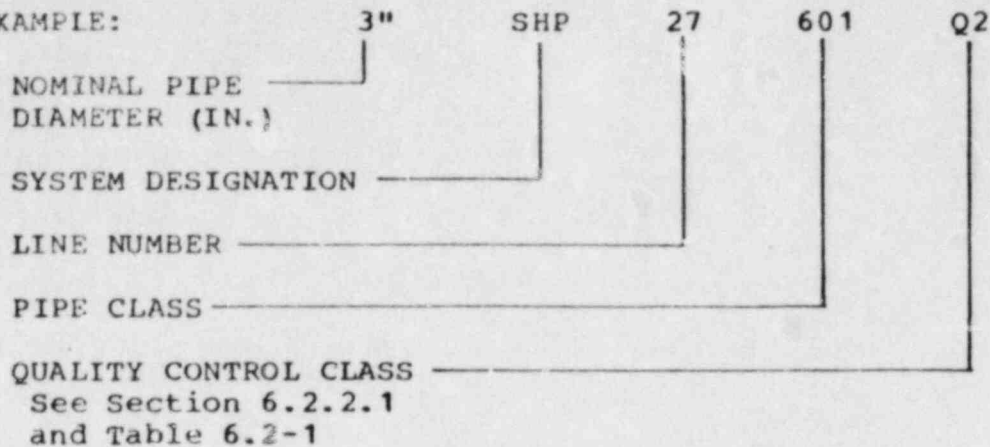 XAMPLE: 3" SHP 27 601 Q2
NOMINAL PIPE
DIAMETER (IN.)
SYSTEM DESIGNATION
LINE NUMBER
PIPE CLASS
QUALITY CONTROL CLASS
See Section 6.2.2.1
and Table 6.2-1